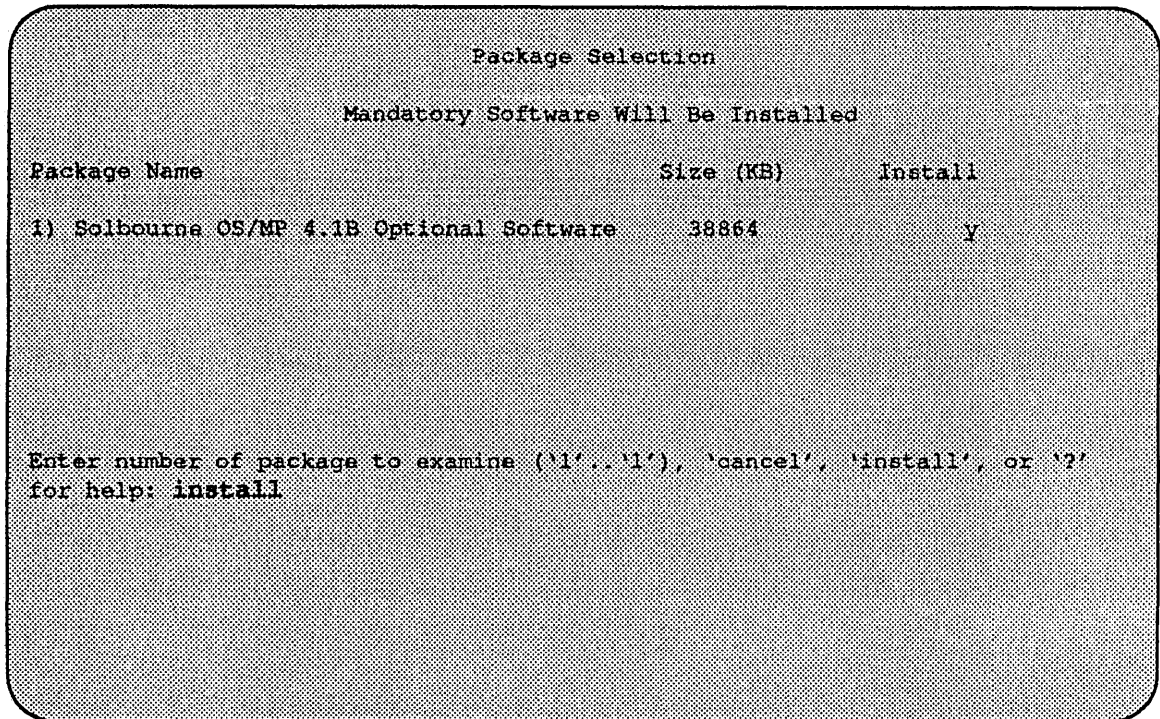 Package Selection
Mandatory Software Will Be Installed
Package Name Size (KB) Install
1) Solbourne OS/MP 4.1B Optional Software 38864 y
Enter number of package to examine (`1'..`1'), `cancel', `install', or `?'
for help: install